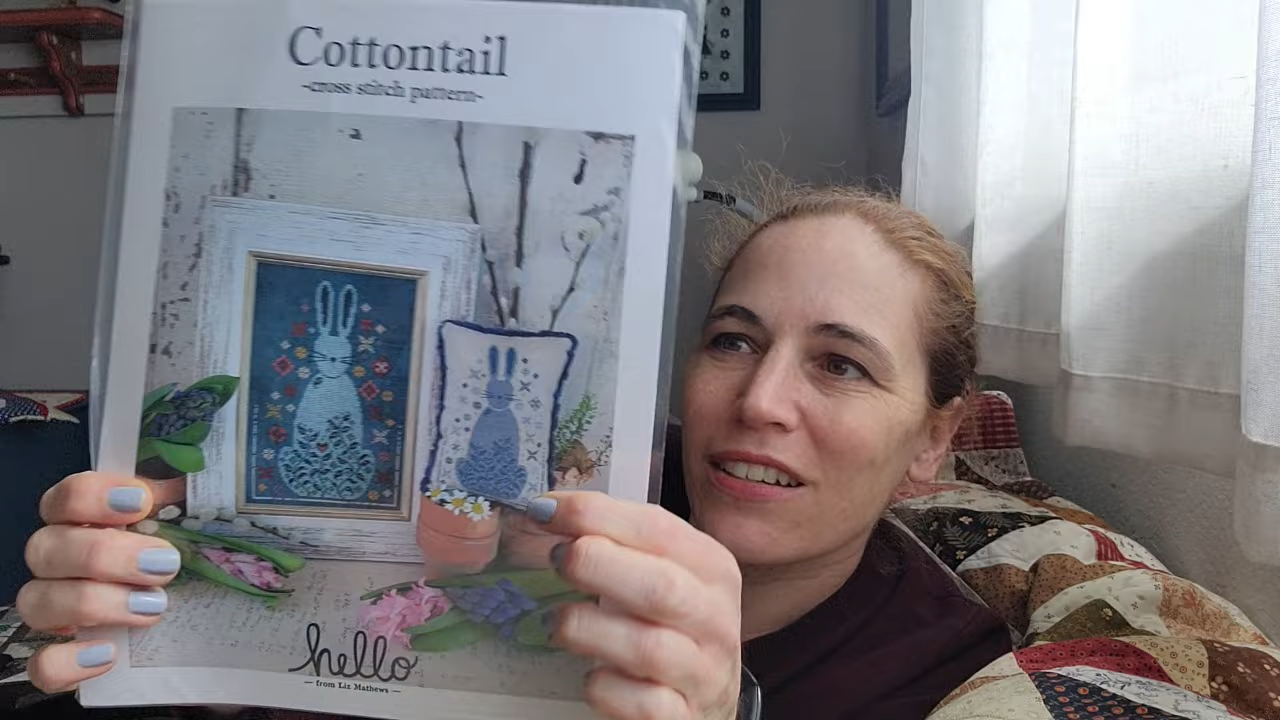 Cottontail
-cross stitch pattern-
hello
— from Liz Mathews —